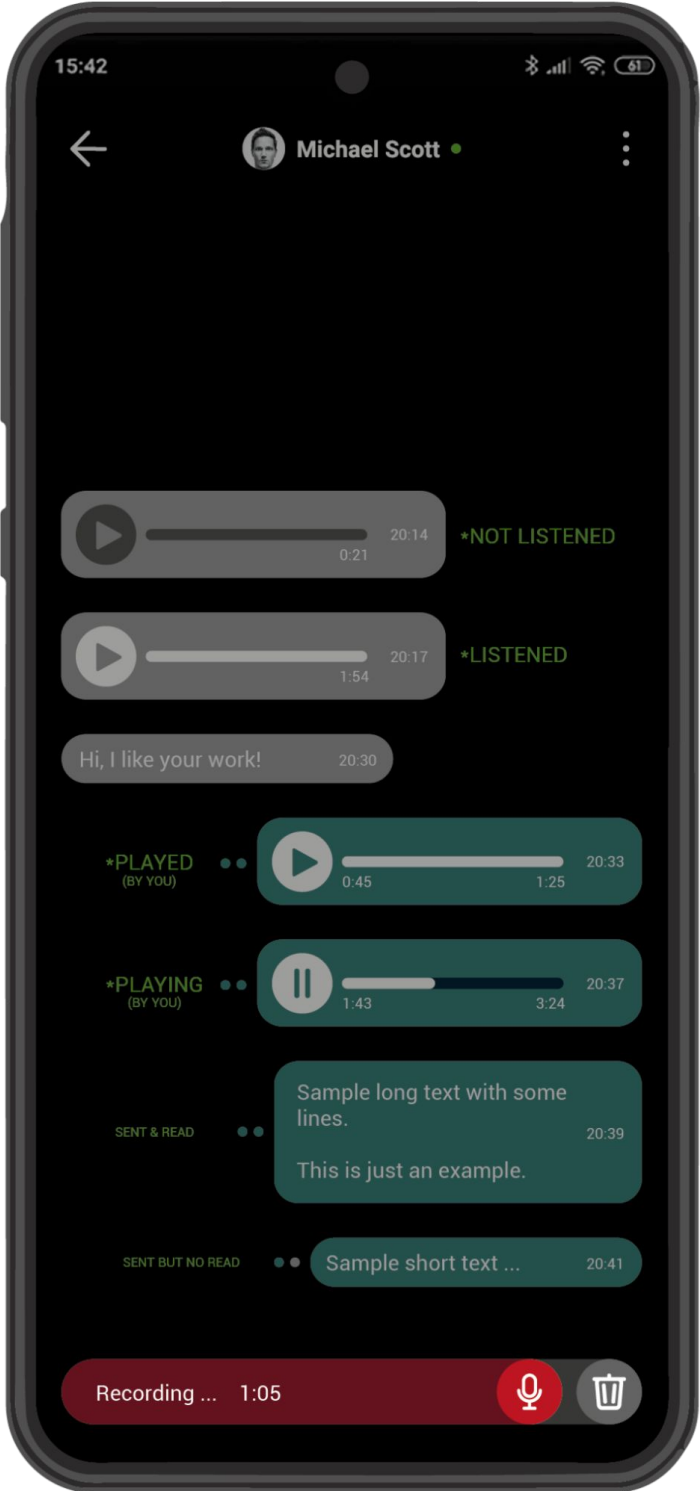 15:42
61
Michael Scott
20:14
0:21
*NOT LISTENED
20:17
1:54
*LISTENED
Hi, I like your work!
20:30
*PLAYED
(BY YOU)
0:45
1:25
20:33
*PLAYING
(BY YOU)
1:43
3:24
20:37
SENT & READ
Sample long text with some
lines.
This is just an example.
20:39
SENT BUT NO READ
Sample short text ...
20:41
Recording ... 1:05